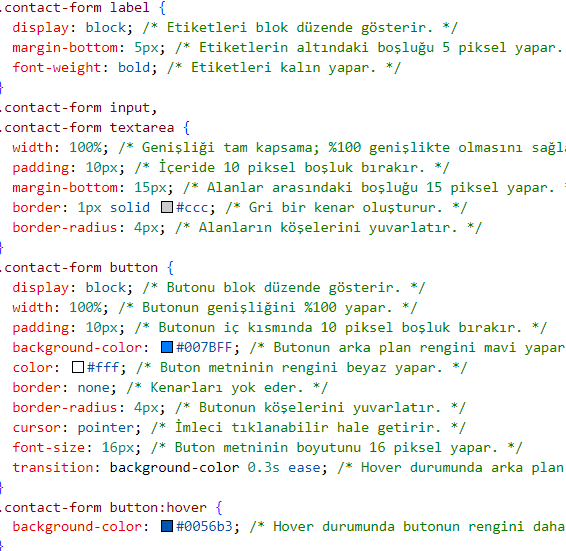 .contact-form label {
display: block; /* Etiketleri blok düzende gösterir. */
margin-bottom: 5px; /* Etiketlerin altındaki boşluğu 5 piksel yapar. */
font-weight: bold; /* Etiketleri kalın yapar. */
}
.contact-form input,
.contact-form textarea {
width: 100%; /* Genişliği tam kapsama; %100 genişlikte olmasını
padding: 10px; /* İçeride 10 piksel boşluk bırakır. */
margin-bottom: 15px; /* Alanlar arasındaki boşluğu 15 piksel yapar. *
border: 1px solid #ccc; /* Gri bir kenar oluşturur. */
border-radius: 4px; /* Alanların köşelerini yuvarlatır. */
}
.contact-form button {
display: block; /* Butonu blok düzende gösterir. */
width: 100%; /* Butonun genişliğini %100 yapar. */
padding: 10px; /* Butonun iç kısmında 10 piksel boşluk bırakır. */
background-color: #007BFF; /* Butonun arka plan rengini mavi yapar
color: #fff; /* Buton metninin rengini beyaz yapar. */
border: none; /* Kenarları yok eder. */
border-radius: 4px; /* Butonun köşelerini yuvarlatır. */
cursor: pointer; /* İmleci tıklanabilir hale getirir. */
font-size: 16px; /* Buton metninin boyutunu 16 piksel yapar. */
transition: background-color 0.3s ease; /* Hover durumunda arka plan
}
.contact-form button:hover {
background-color: #0056b3; /* Hover durumunda butonun rengini daha
}